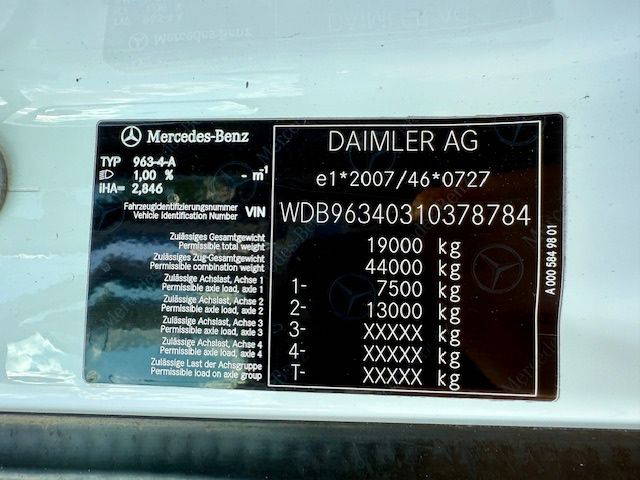 Mercedes-Benz
DAIMLER AG
TYP 963-4-A
1,00 % - m⁻¹
iHA= 2,846
e1*2007/46*0727
Fahrzeugidentifizierungsnummer
Vehicle Identification Number VIN WDB96340310378784
Zulässiges Gesamtgewicht
Permissible total weight 19000 kg
Zulässiges Zug-Gesamtgewicht
Permissible combination weight 44000 kg
Zulässige Achslast, Achse 1
Permissible axle load, axle 1 1- 7500 kg
Zulässige Achslast, Achse 2
Permissible axle load, axle 2 2- 13000 kg
Zulässige Achslast, Achse 3
Permissible axle load, axle 3 3- XXXXX kg
Zulässige Achslast, Achse 4
Permissible axle load, axle 4 4- XXXXX kg
Zulässige Last der Achsgruppe
Permissible load on axle group T- XXXXX kg
A 000 584 98 01